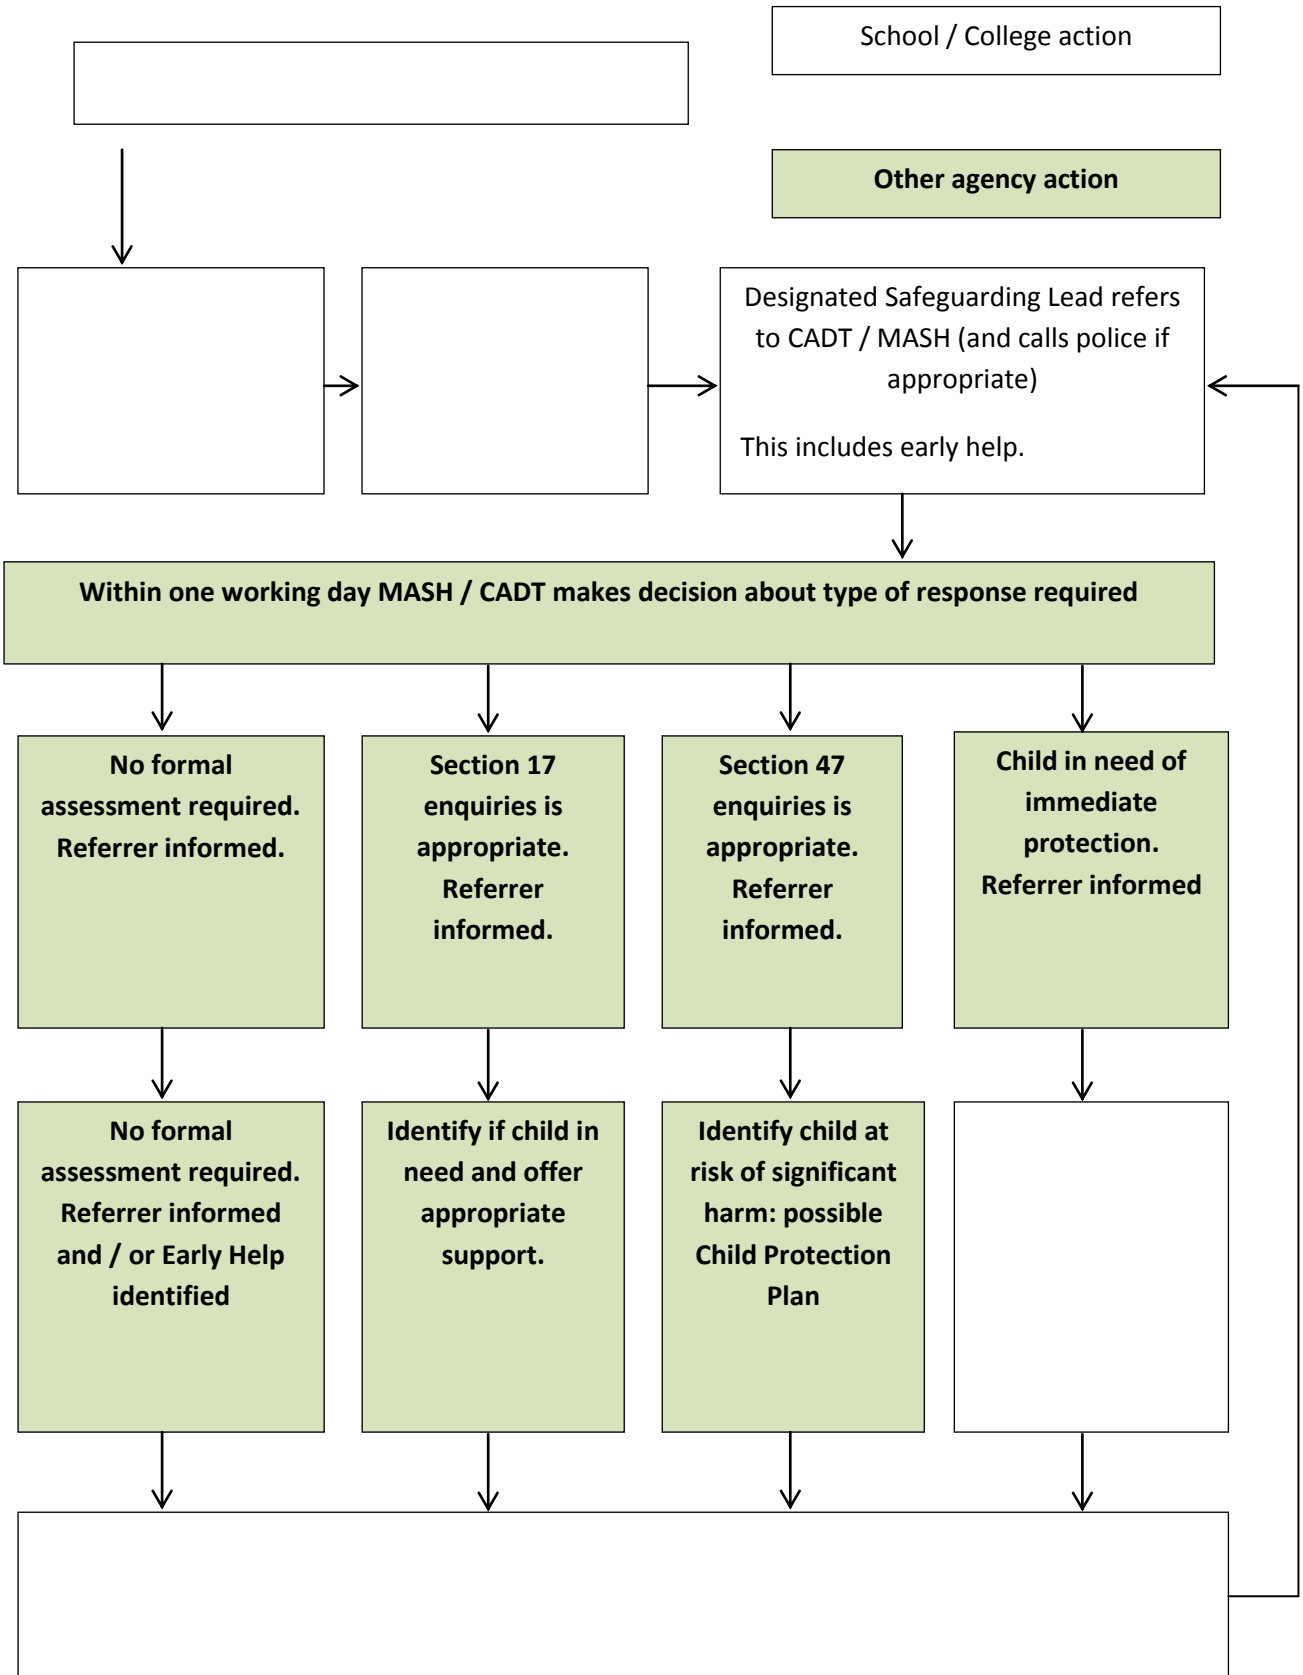 School / College action
Other agency action
Designated Safeguarding Lead refers
to CADT / MASH (and calls police if
appropriate)
This includes early help.
Within one working day MASH / CADT makes decision about type of response required
No formal
assessment required.
Referrer informed.
Section 17
enquiries is
appropriate.
Referrer
informed.
Section 47
enquiries is
appropriate.
Referrer
informed.
Child in need of
immediate
protection.
Referrer informed
No formal
assessment required.
Referrer informed
and / or Early Help
identified
Identify if child in
need and offer
appropriate
support.
Identify child at
risk of significant
harm: possible
Child Protection
Plan